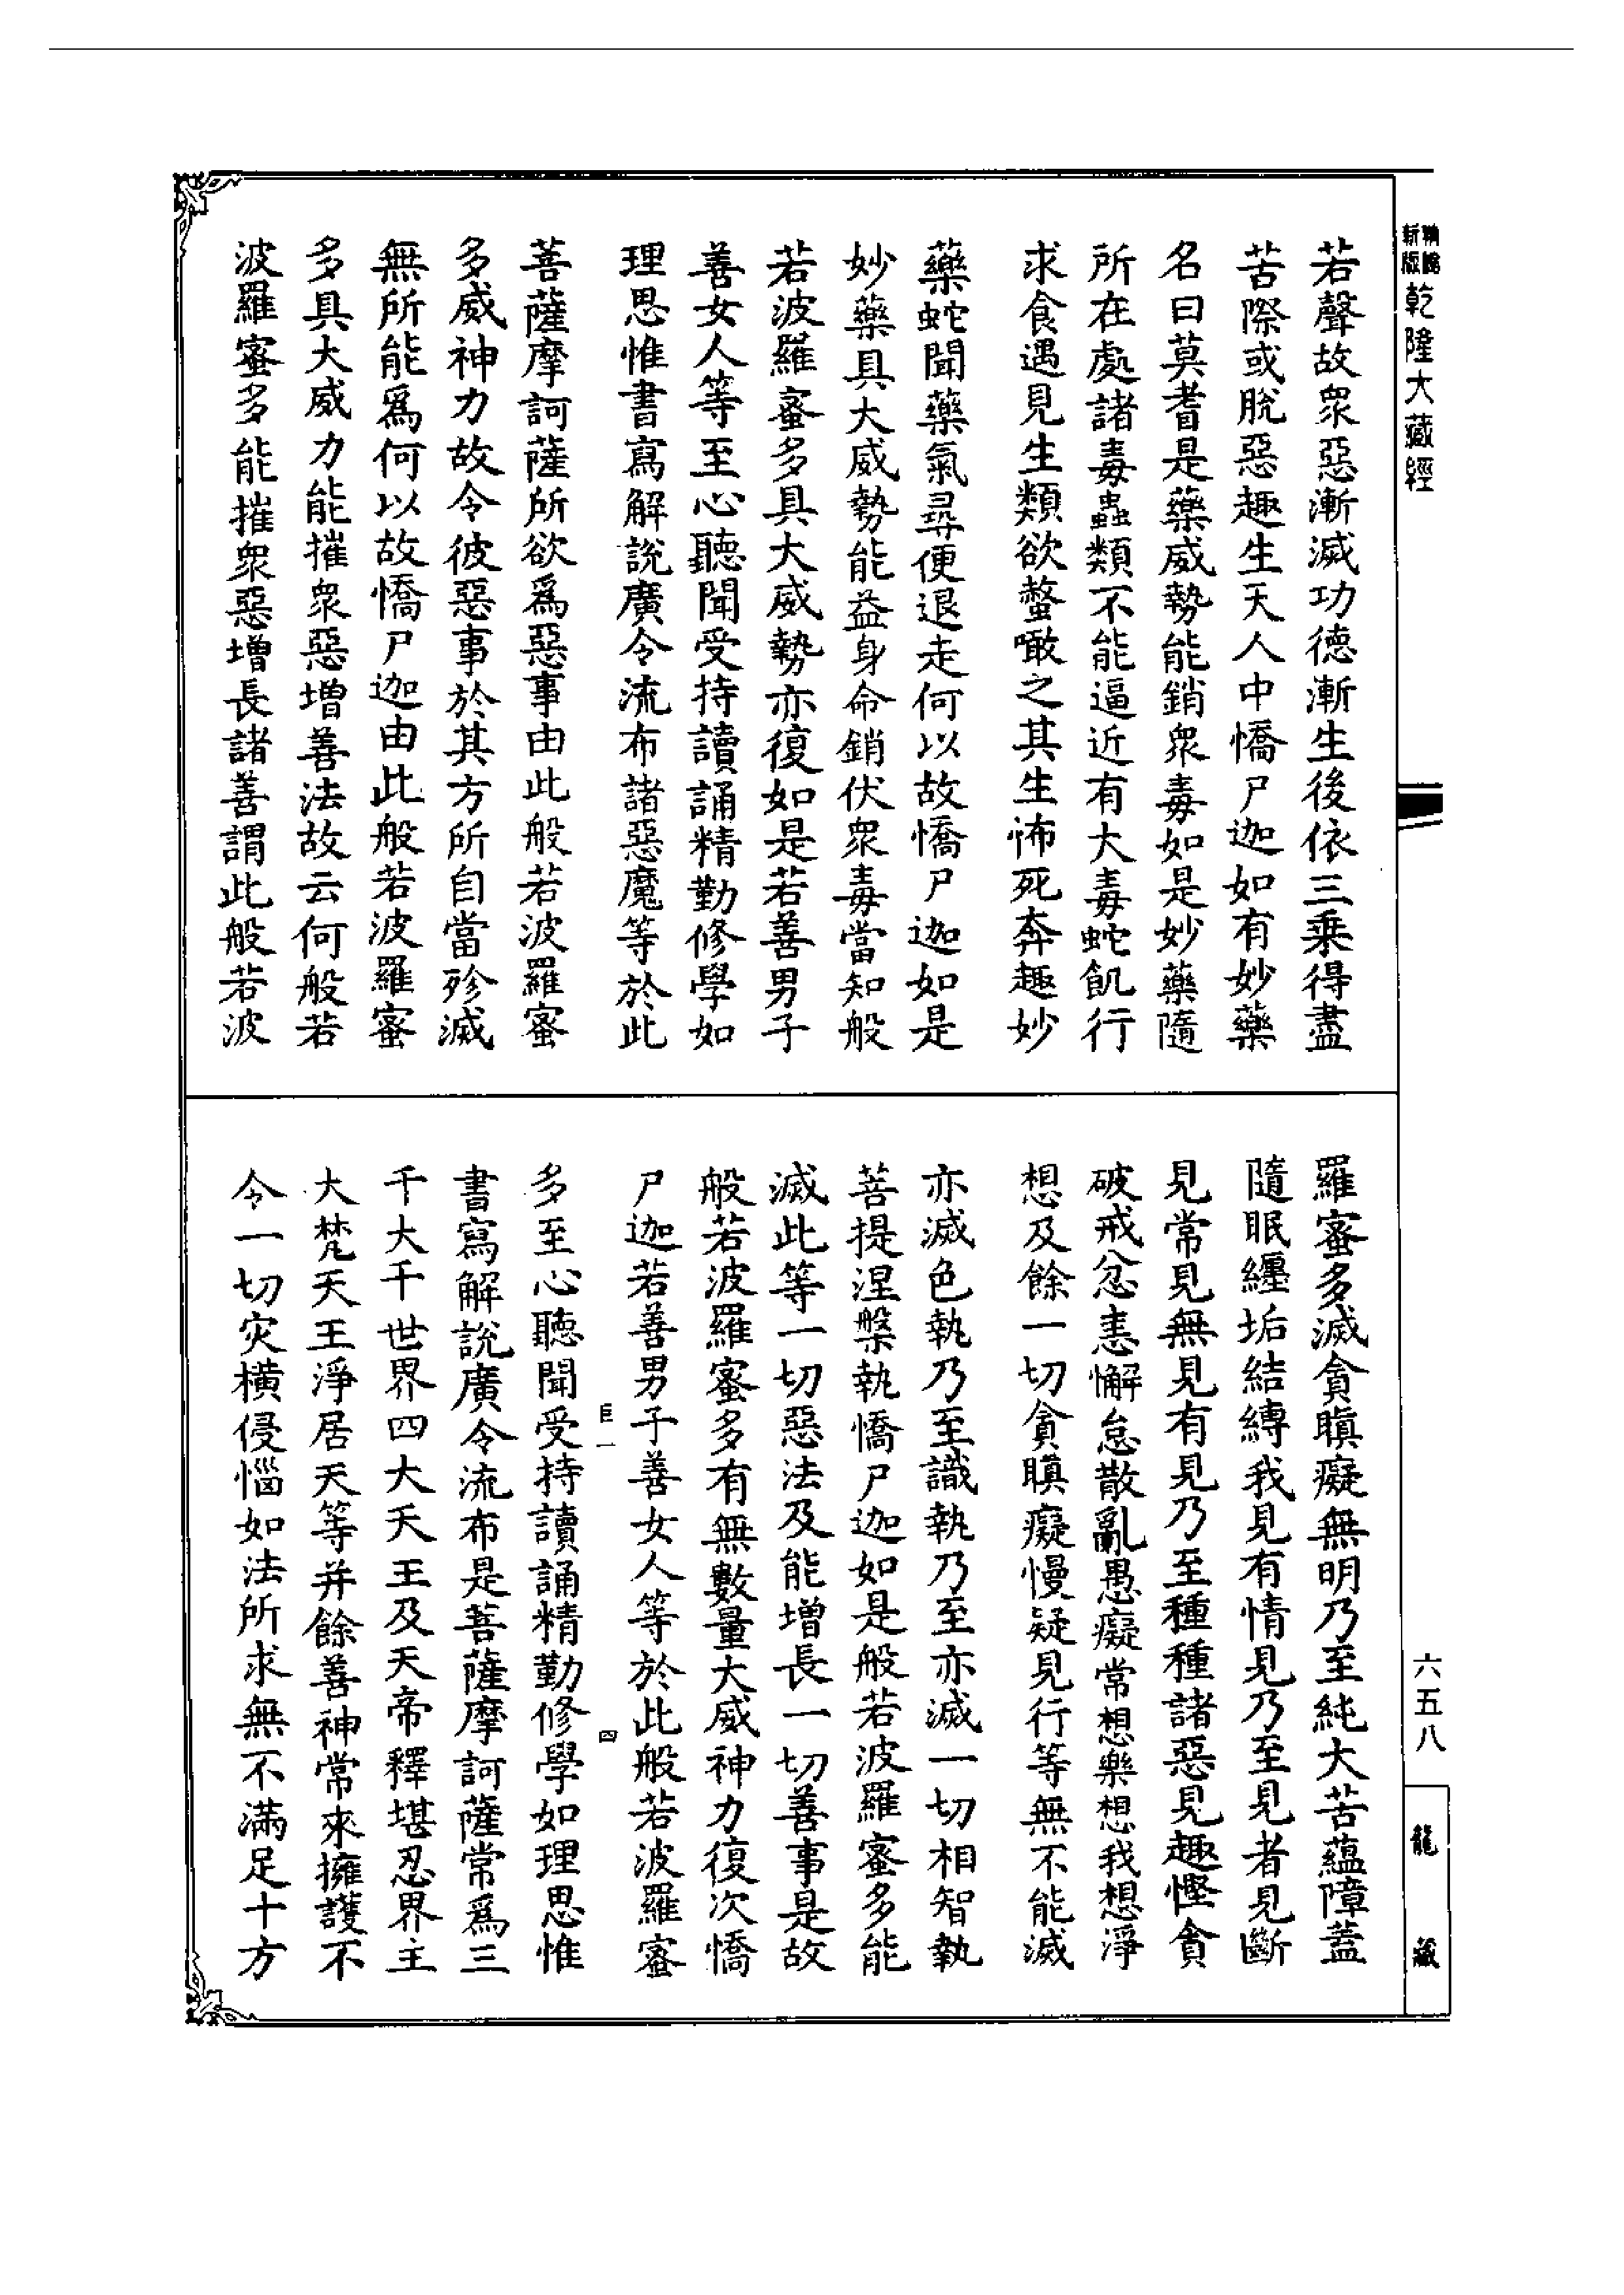 乾隆大藏經
若聲故眾惡漸滅功德漸生後依三乘得盡
苦際或脫惡趣生天人中憍尸迦如有妙藥
名曰莫耆是藥威勢能銷眾毒如是妙藥隨
所在處諸毒蟲類不能逼近有大毒蛇飢行
求食遇見生類欲螫噉之其生怖死奔趣妙
藥蛇聞藥氣尋便退走何以故憍尸迦如是
妙藥具大威勢能益身命銷伏眾毒當知般
若波羅蜜多具大威勢亦復如是若善男子
善女人等至心聽聞受持讀誦精勤修學如
理思惟書寫解說廣令流布諸惡魔等於此
菩薩摩訶薩所欲為惡事由此般若波羅蜜
多威神力故令彼惡事於其方所自當殄滅
無所能為何以故憍尸迦由此般若波羅蜜
多具大威力能摧眾惡增善法故云何般若
波羅蜜多能摧眾惡增長諸善謂此般若波
羅蜜多滅貪瞋癡無明乃至純大苦蘊障蓋
隨眠纏垢結縛我見有情見乃至見者見斷
見常見無見有見乃至種種諸惡見趣慳貪
破戒忿恚懈怠散亂愚癡常想樂想我想淨
想及餘一切貪瞋癡慢疑見行等無不能滅
亦滅色執乃至識執乃至亦滅一切相智執
菩提涅槃執憍尸迦如是般若波羅蜜多能
滅此等一切惡法及能增長一切善事是故
般若波羅蜜多有無數量大威神力復次憍
尸迦若善男子善女人等於此般若波羅蜜
多至心聽聞受持讀誦精勤修學如理思惟
書寫解說廣令流布是菩薩摩訶薩常為三
千大千世界四大天王及天帝釋堪忍界主
大梵天王淨居天等并餘善神常來擁護不
令一切災橫侵惱如法所求無不滿足十方
六五八
龍藏